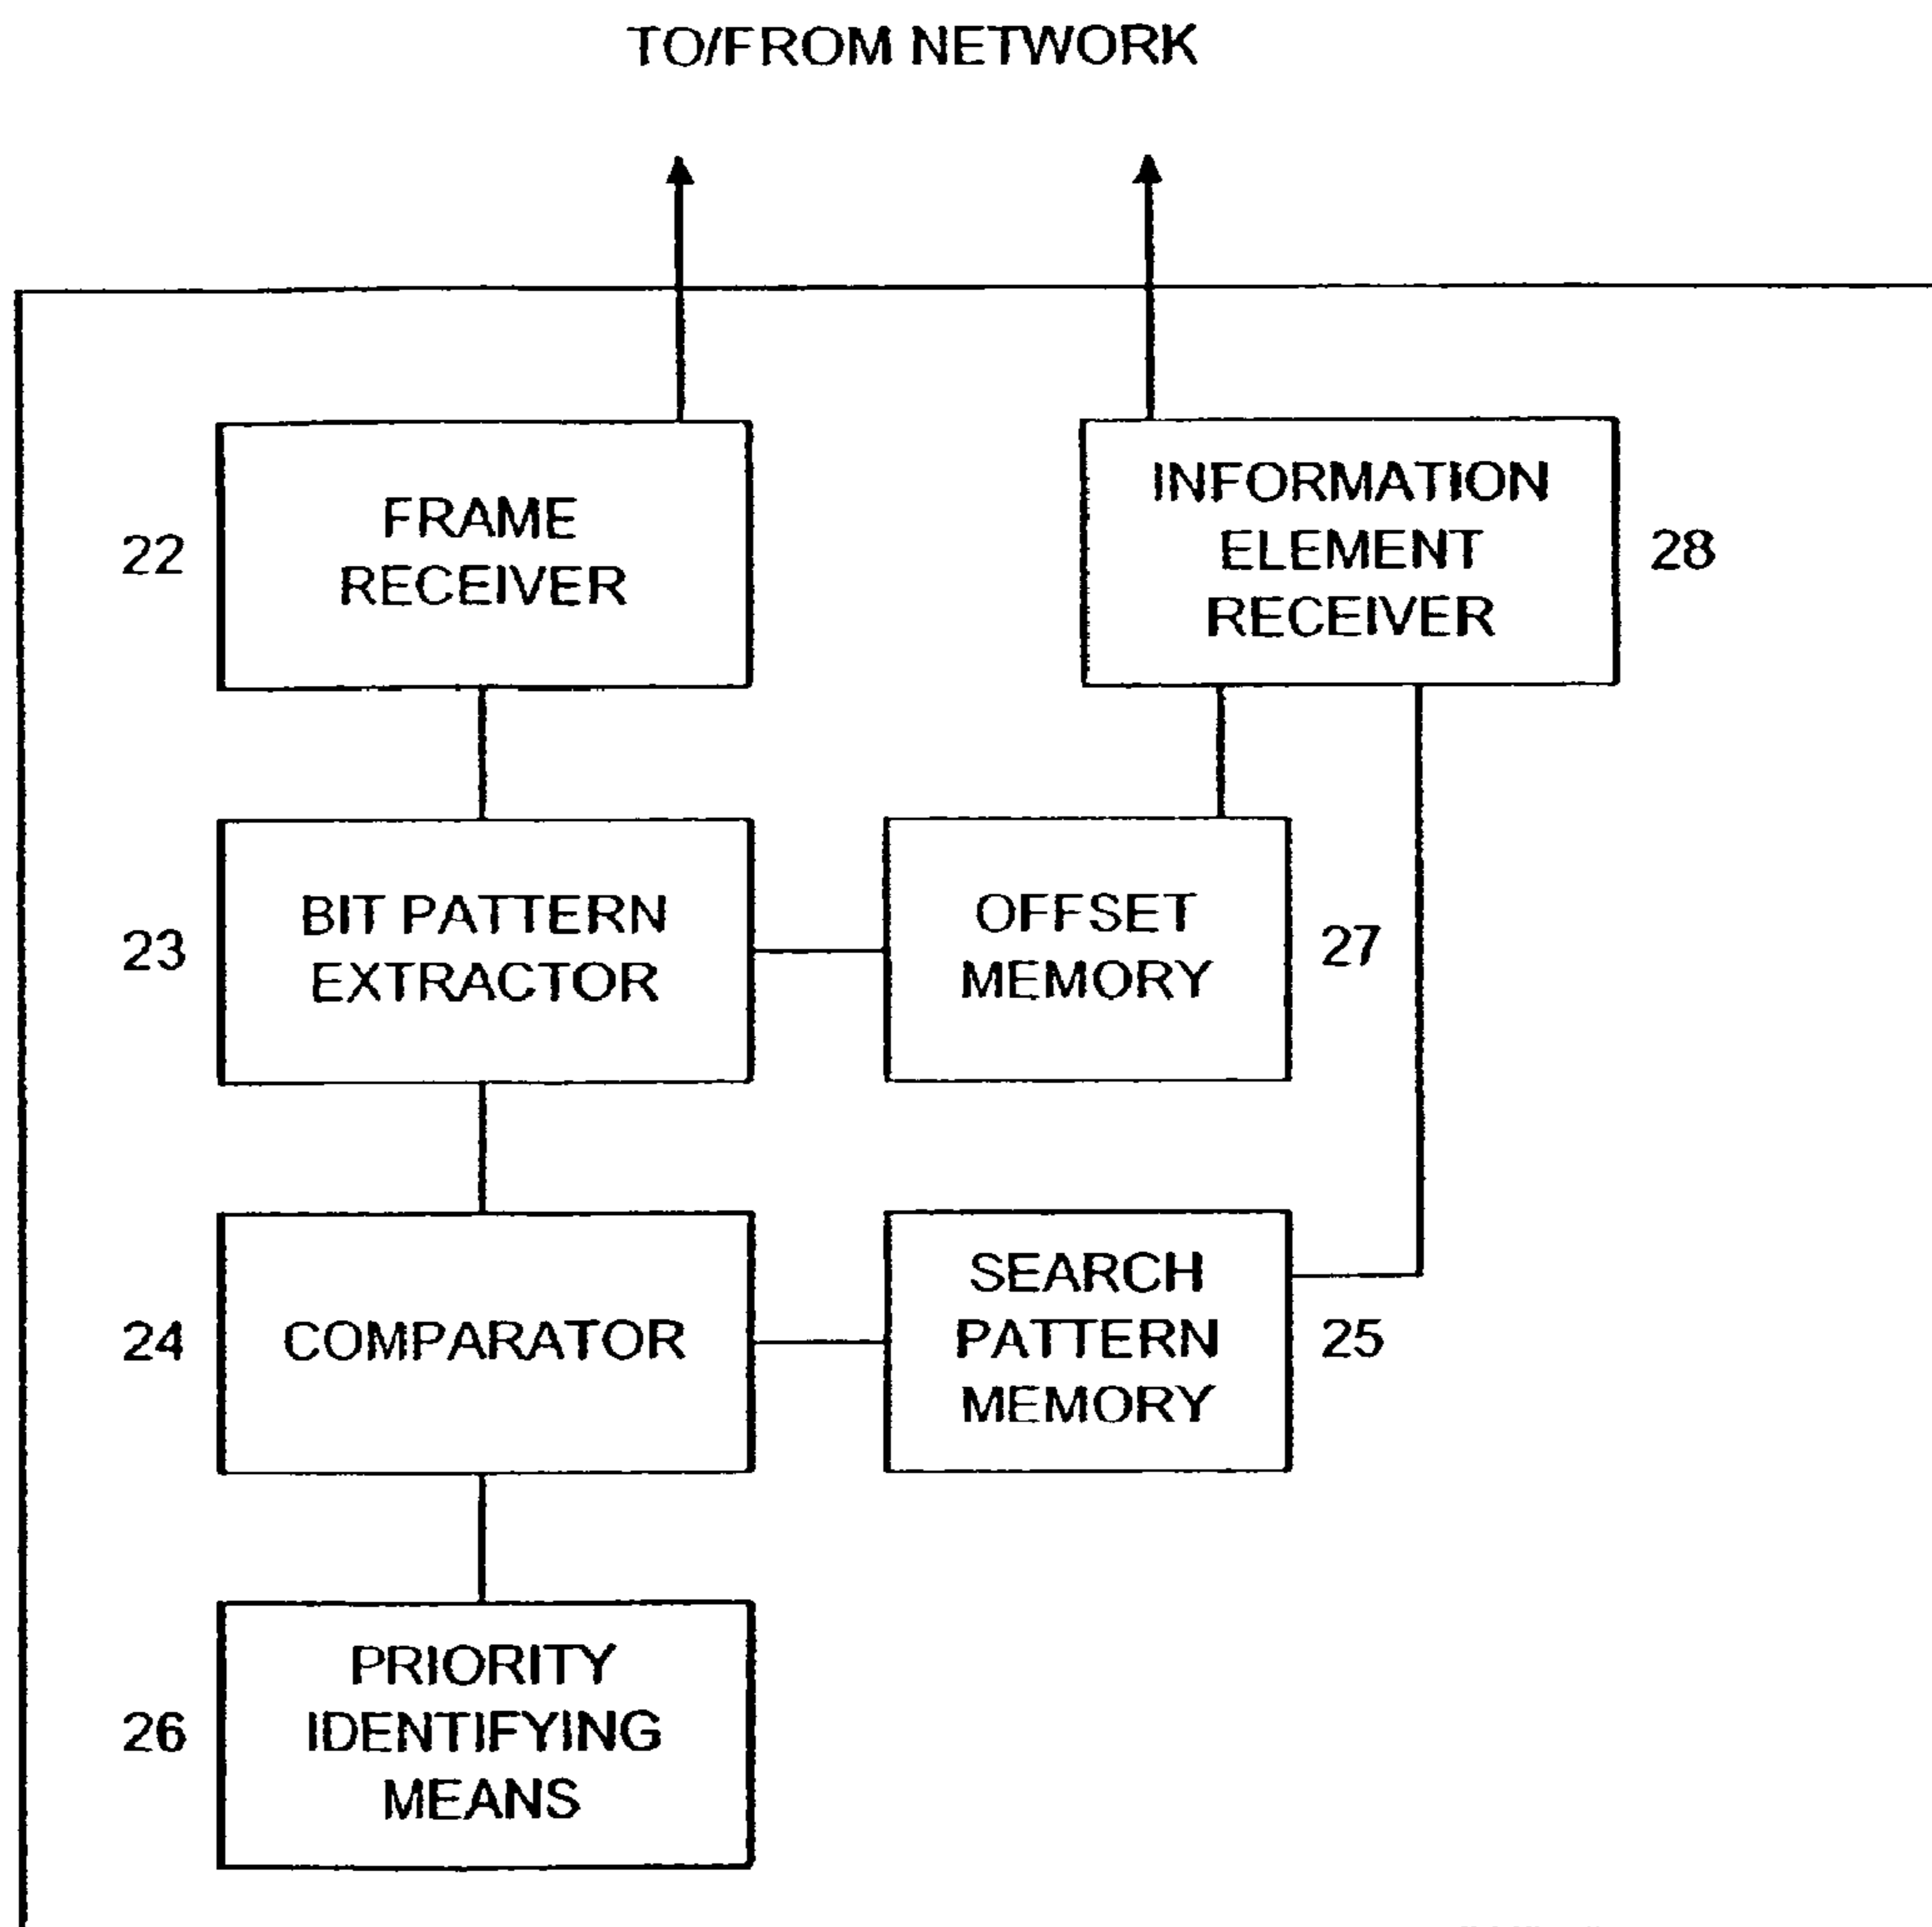 TO/FROM NETWORK
22
FRAME
RECEIVER
INFORMATION
ELEMENT
RECEIVER
28
23
BIT PATTERN
EXTRACTOR
OFFSET
MEMORY
27
24
COMPARATOR
SEARCH
PATTERN
MEMORY
25
26
PRIORITY
IDENTIFYING
MEANS